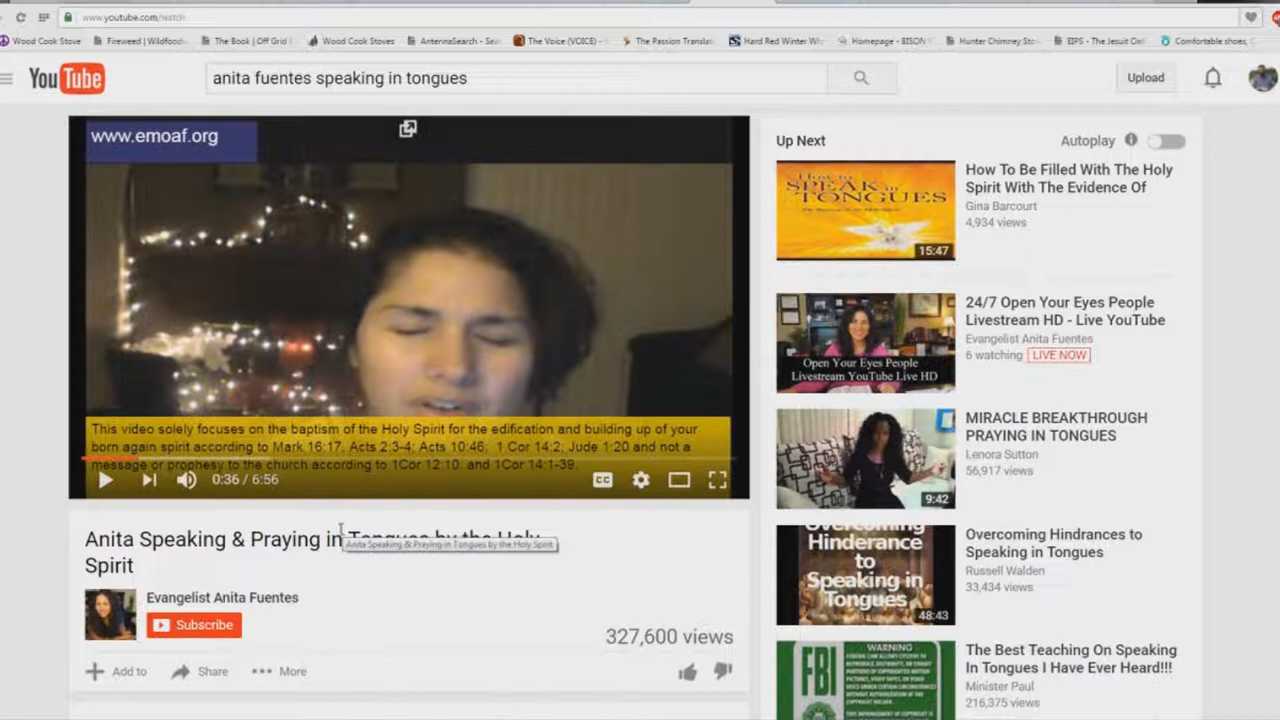 www.youtube.com/watch
Wood Cook Stove
Fireweed | Wildfoods
The Book | Off Grid
Wood Cook Stoves
AntennaSearch - Sea
The Voice (VOICE) -
The Passion Translat
Hard Red Winter
Homepage - BISON
Hunter Chimney Sto
EIPS - The Jesuit
Comfortable shoes,
YouTube
anita fuentes speaking in tongues
Upload
www.emoaf.org
This video solely focuses on the baptism of the Holy Spirit for the edification and building up of your
born again spirit according to Mark 16:17, Acts 2:3-4; Acts 10:46; 1 Cor 14:2; Jude 1:20 and not a
message or prophesy to the church according to 1Cor 12:10. and 1Cor 14:1-39.
0:36 / 6:56
CC
Anita Speaking & Praying in Tongues by the Holy
Spirit
Anita Speaking & Praying in Tongues by the Holy Spirit
Evangelist Anita Fuentes
Subscribe
327,600 views
Add to
Share
More
Up Next
Autoplay
How to
SPEAK in
TONGUES
15:47
How To Be Filled With The Holy
Spirit With The Evidence Of
Gina Barcourt
4,934 views
Open Your Eyes People
Livestream YouTube Live HD
24/7 Open Your Eyes People
Livestream HD - Live YouTube
Evangelist Anita Fuentes
6 watching
LIVE NOW
9:42
MIRACLE BREAKTHROUGH
PRAYING IN TONGUES
Lenora Sutton
56,917 views
Overcoming
Hinderance
to
Speaking in
Tongues
48:43
Overcoming Hindrances to
Speaking in Tongues
Russell Walden
33,434 views
FBI
WARNING
The Best Teaching On Speaking
In Tongues I Have Ever Heard!!!
Minister Paul
216,375 views